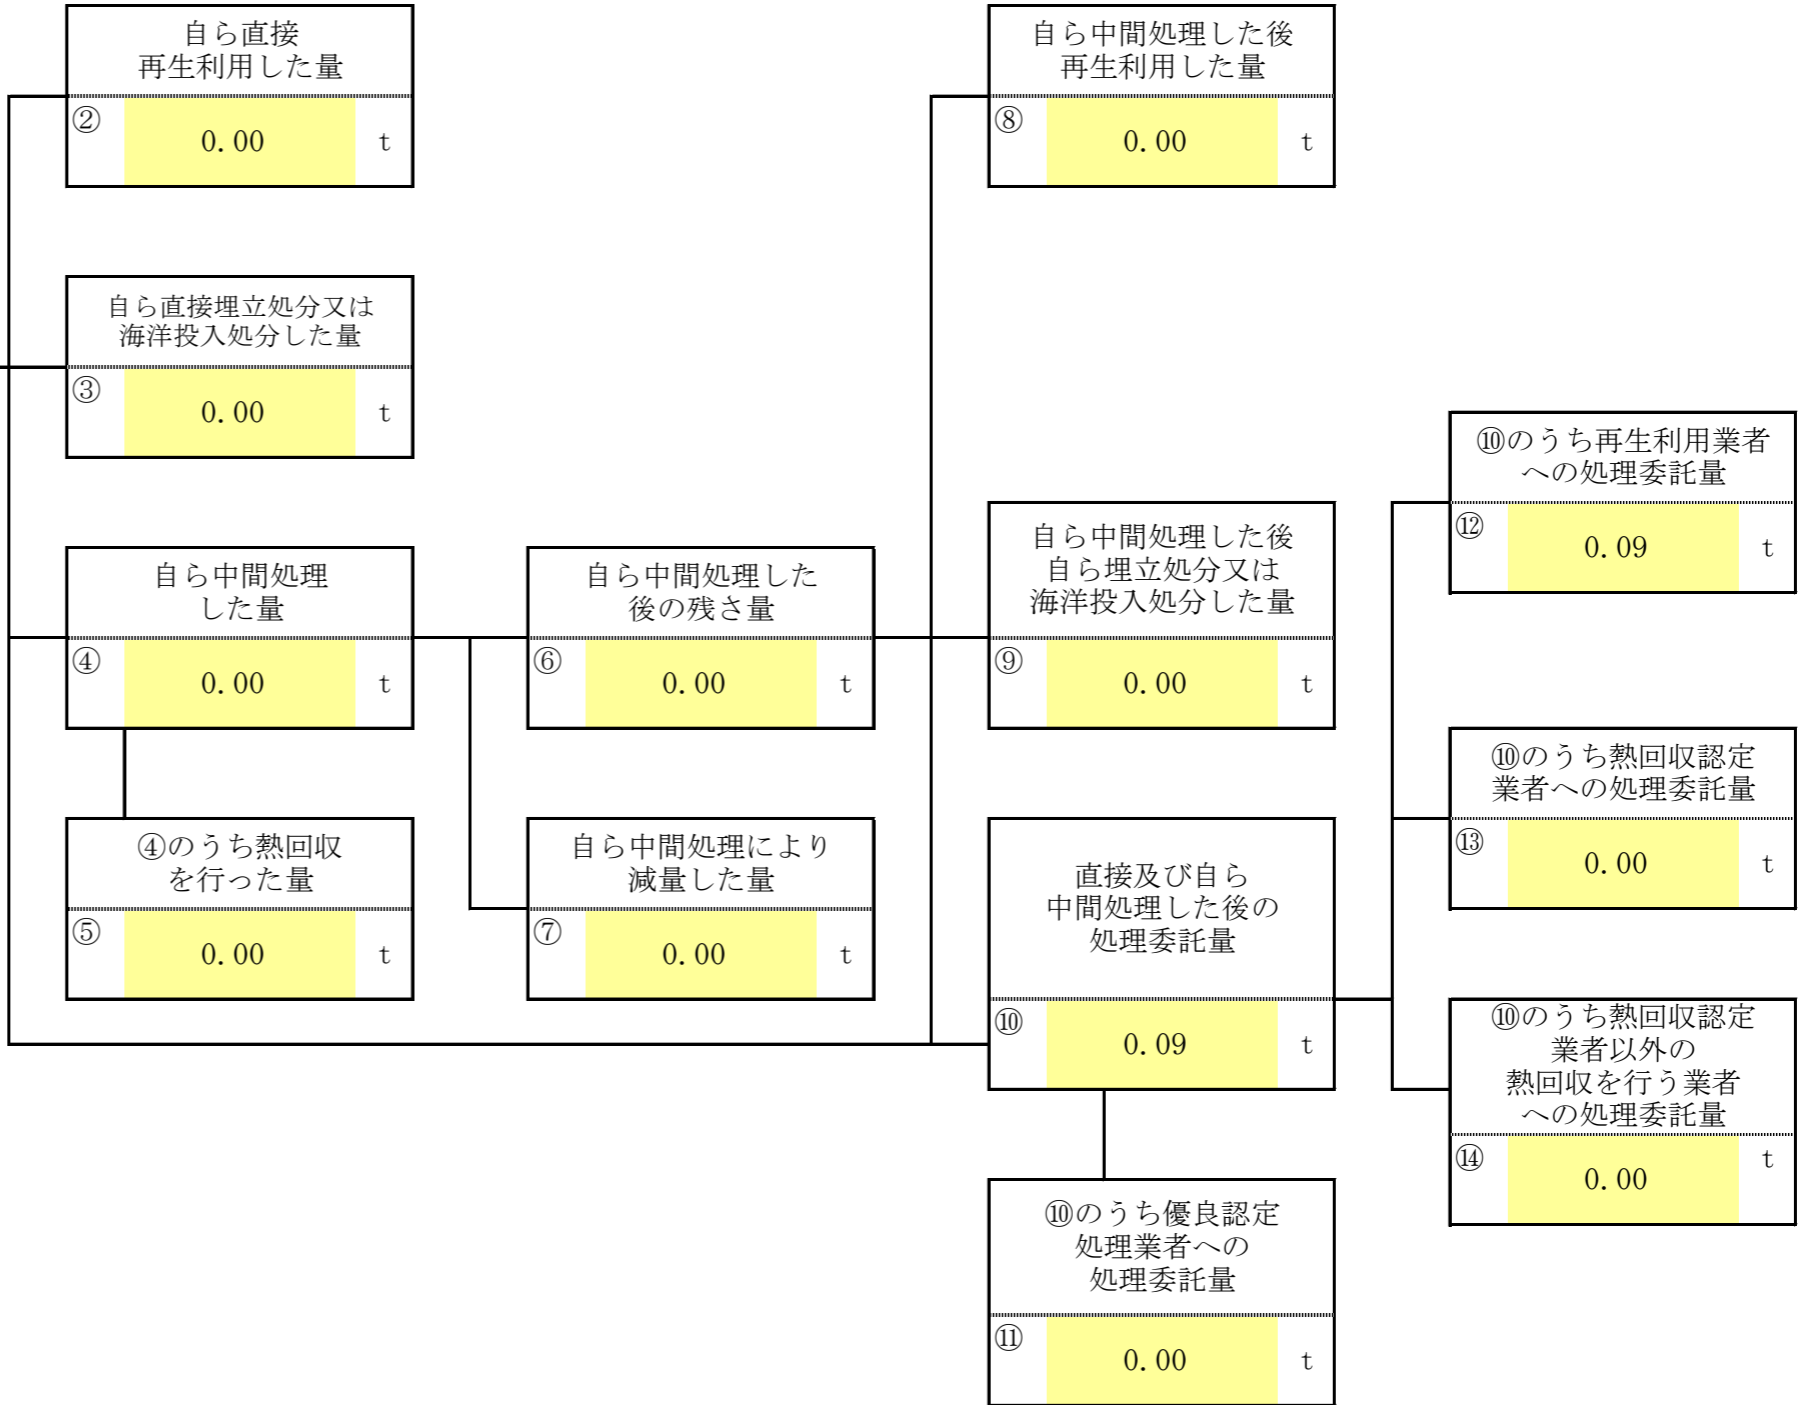 自ら直接
再生利用した量
②
0.00
t
自ら中間処理した後
再生利用した量
⑧
0.00
t
自ら直接埋立処分又は
海洋投入処分した量
③
0.00
t
⑩のうち再生利用業者
への処理委託量
⑫
0.09
t
自ら中間処理
した量
④
0.00
t
自ら中間処理した
後の残さ量
⑥
0.00
t
自ら中間処理した後
自ら埋立処分又は
海洋投入処分した量
⑨
0.00
t
⑩のうち熱回収認定
業者への処理委託量
⑬
0.00
t
④のうち熱回収
を行った量
⑤
0.00
t
自ら中間処理により
減量した量
⑦
0.00
t
直接及び自ら
中間処理した後の
処理委託量
⑩
0.09
t
⑩のうち熱回収認定
業者以外の
熱回収を行う業者
への処理委託量
⑭
0.00
t
⑩のうち優良認定
処理業者への
処理委託量
⑪
0.00
t